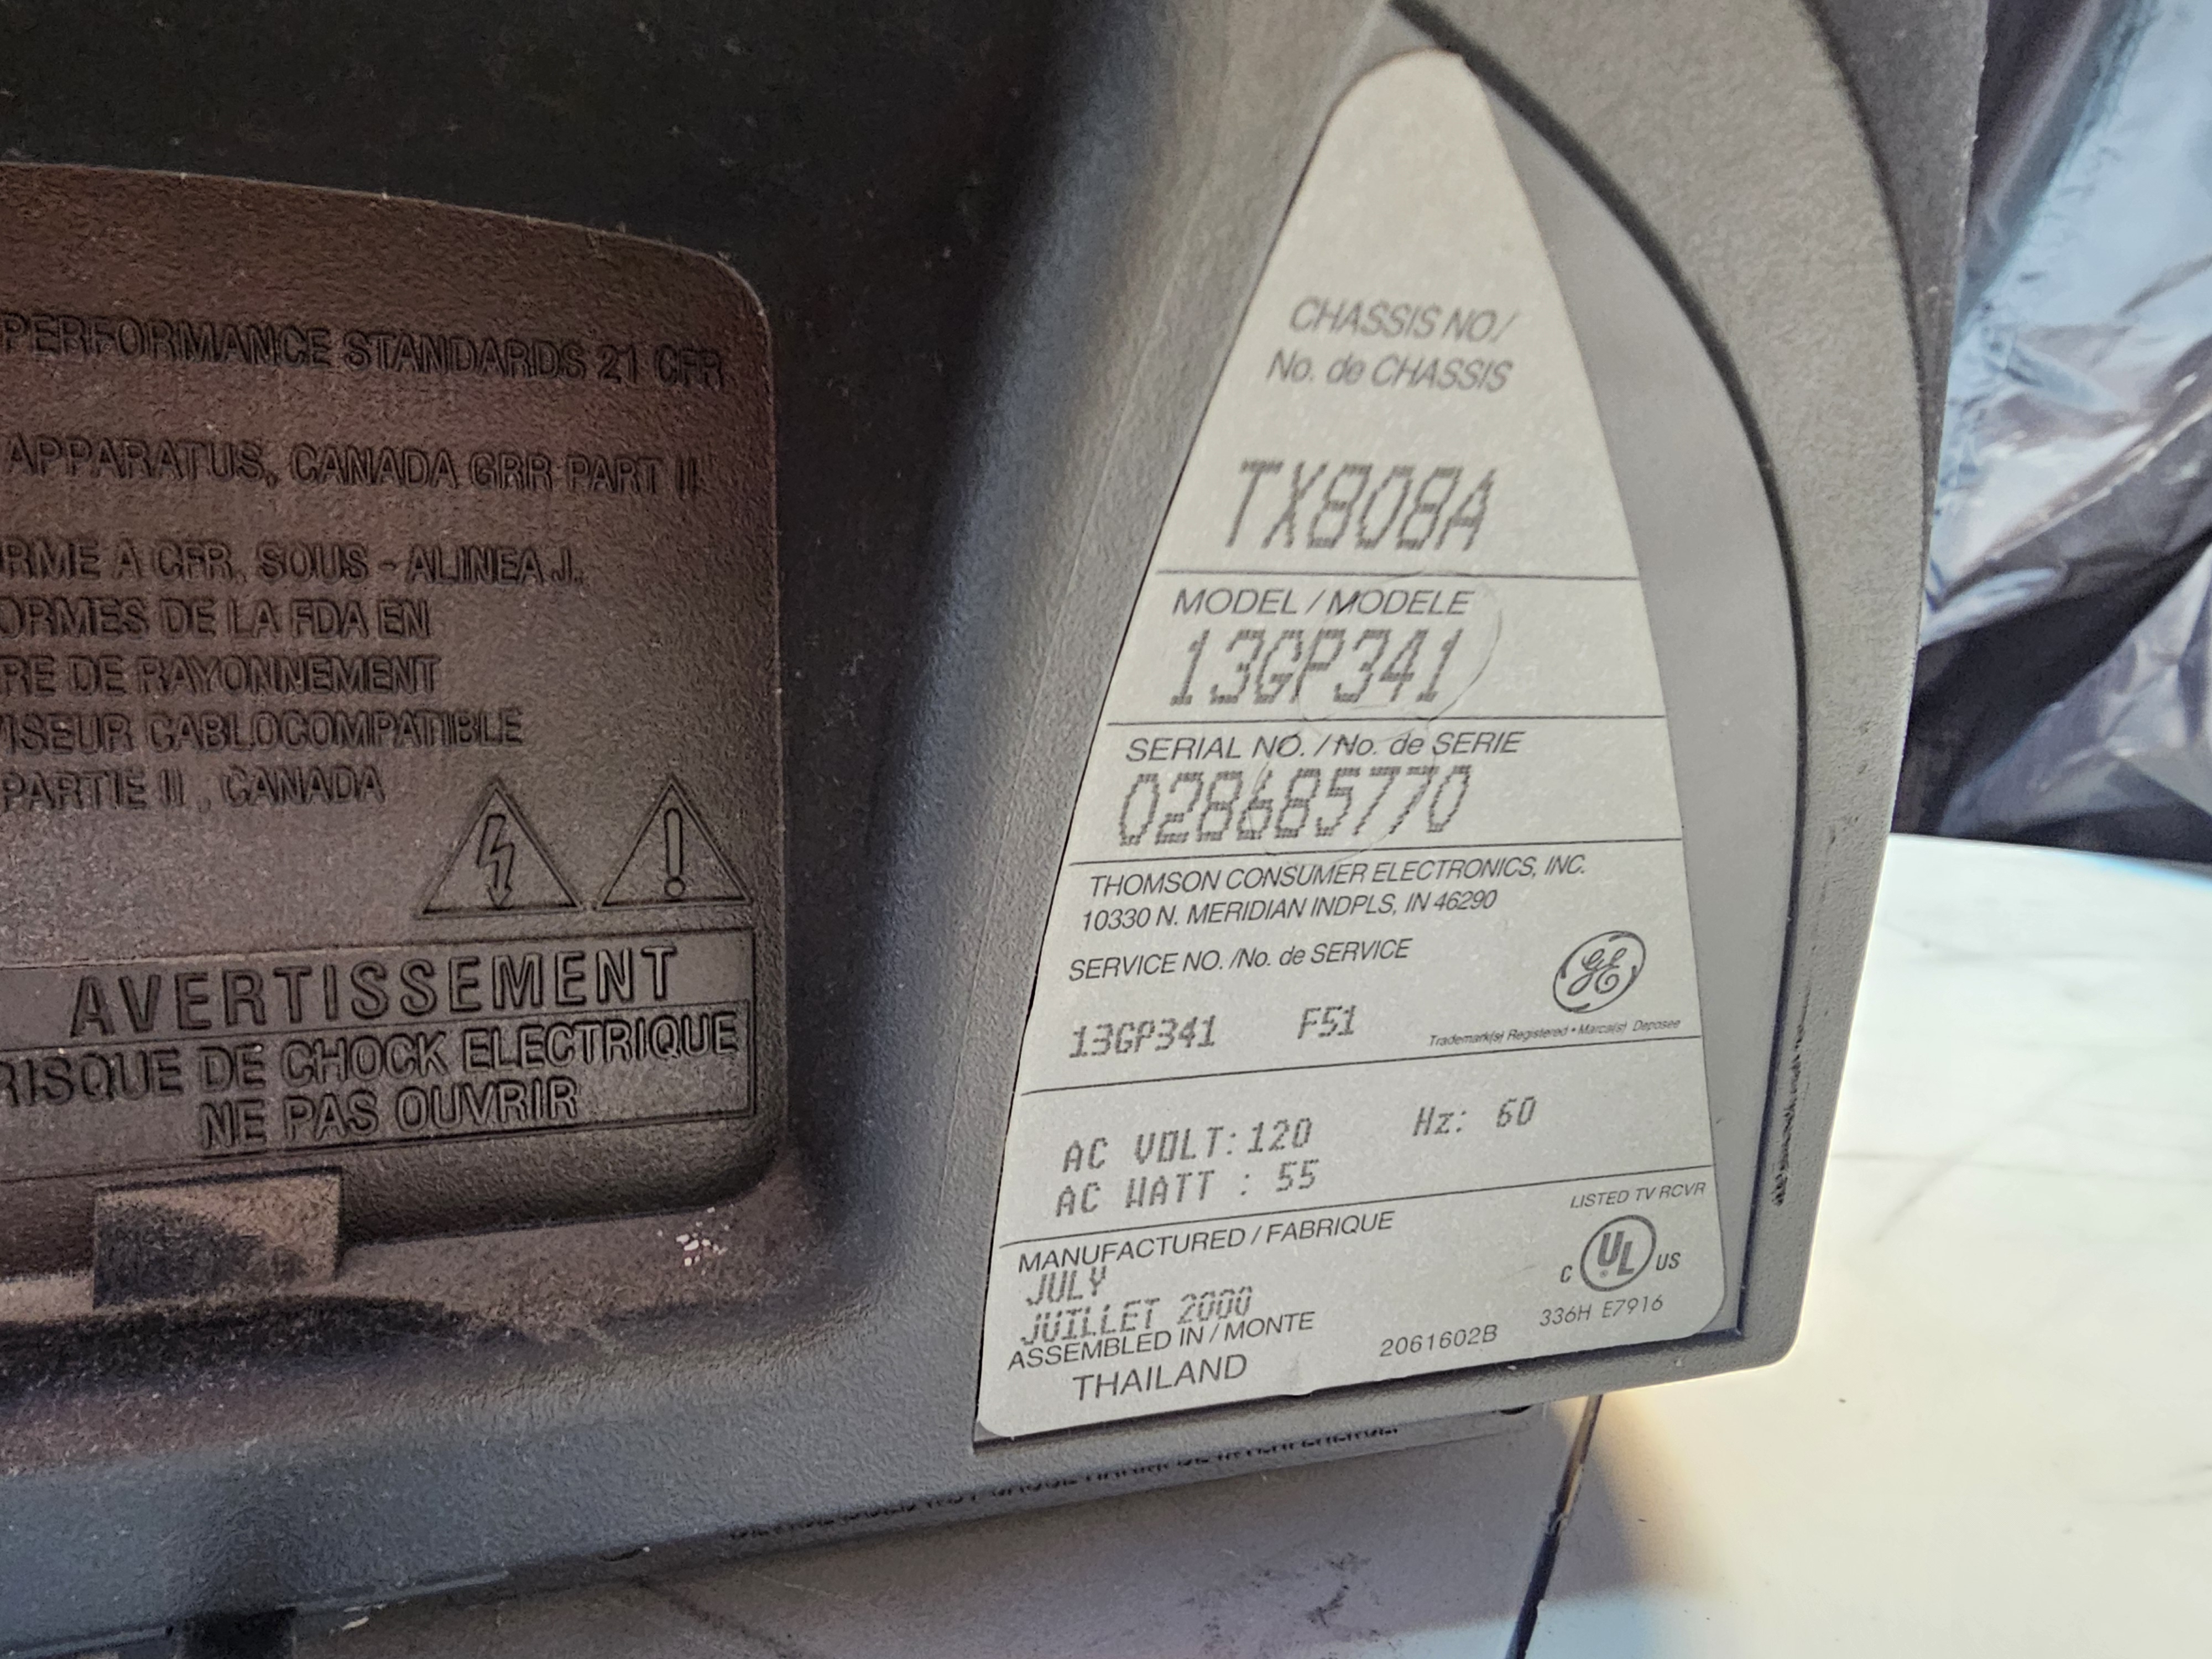 PERFORMANCE STANDARDS 21 CFR
APPARATUS, CANADA GRR PART II.
RME A CFR, SOUS - ALINEA J.
ORMES DE LA FDA EN
RE DE RAYONNEMENT
VISEUR CABLOCOMPATIBLE
PARTIE II , CANADA
AVERTISSEMENT
RISQUE DE CHOCK ELECTRIQUE
NE PAS OUVRIR
CHASSIS NO/
No. de CHASSIS
TX808A
MODEL / MODELE
13GP341
SERIAL NO. / No. de SERIE
028685770
THOMSON CONSUMER ELECTRONICS, INC.
10330 N. MERIDIAN INDPLS, IN 46290
SERVICE NO. /No. de SERVICE
13GP341 F51
GE
Trademark(s) Registered • Marca(s) Deposee
AC VOLT: 120 Hz: 60
AC WATT : 55
LISTED TV RCVR
MANUFACTURED / FABRIQUE
JULY
JUILLET 2000
C UL US
ASSEMBLED IN / MONTE
THAILAND
2061602B
336H E7916